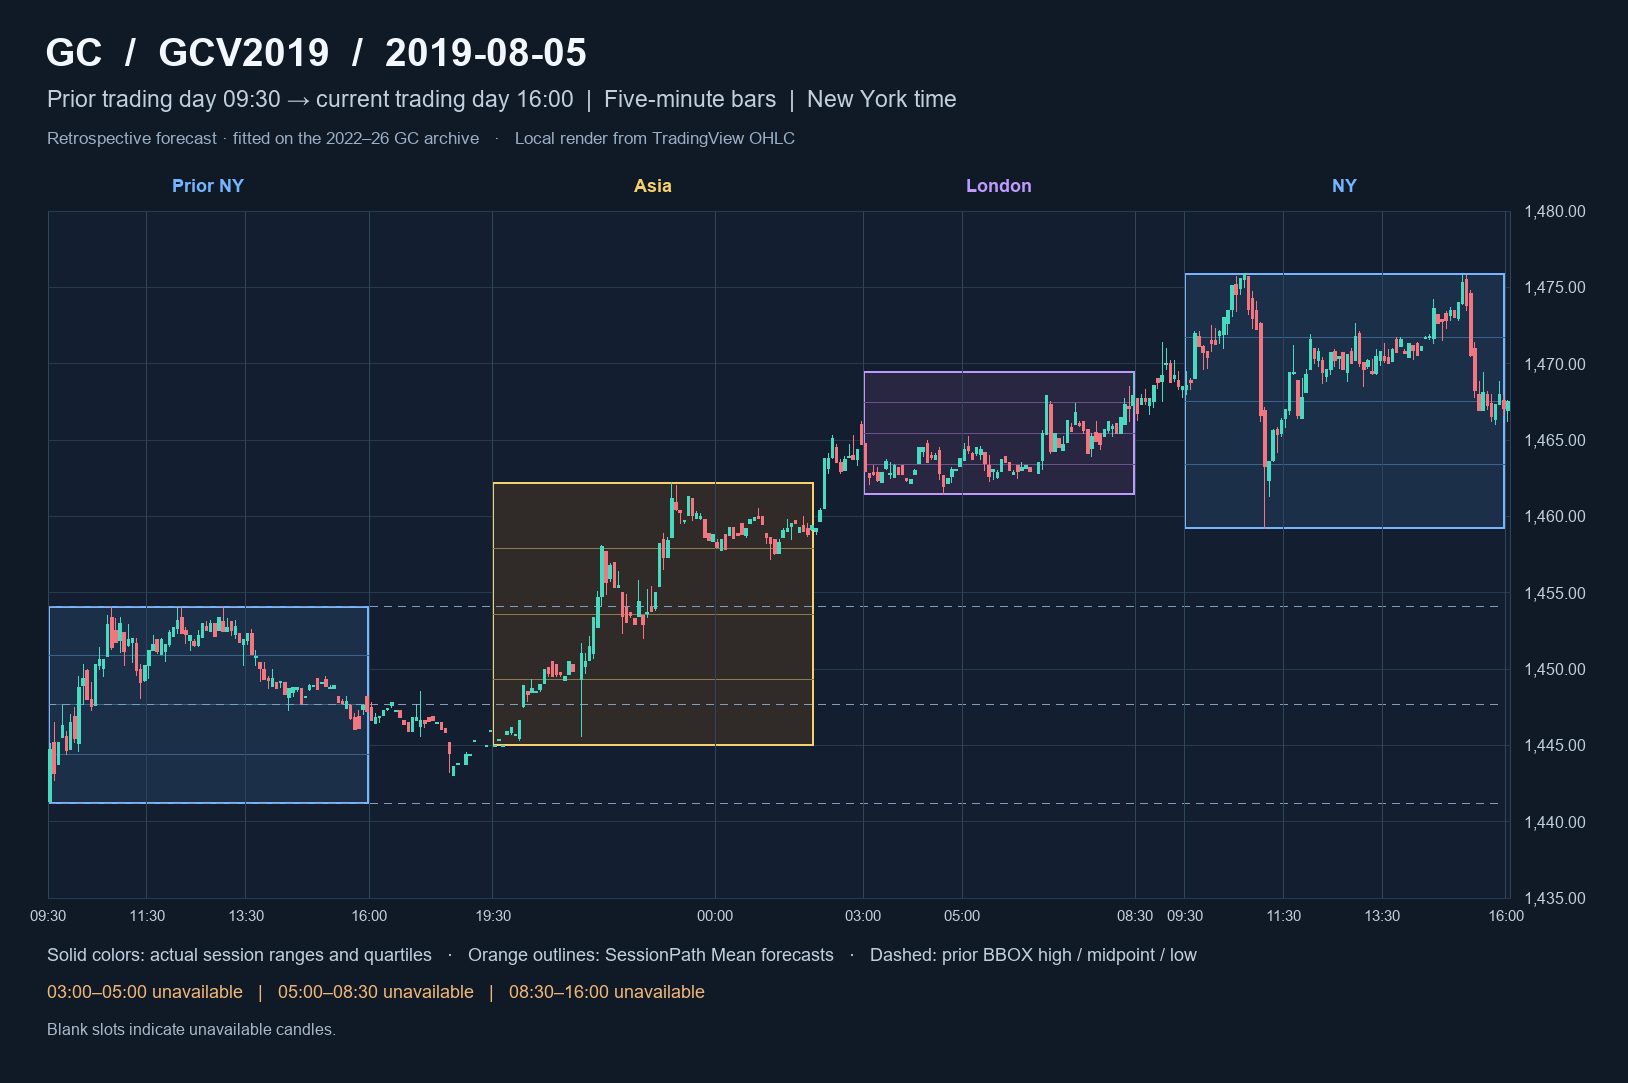 GC / GCV2019 / 2019-08-05
Prior trading day 09:30 → current trading day 16:00 | Five-minute bars | New York time
Retrospective forecast · fitted on the 2022–26 GC archive · Local render from TradingView OHLC
Prior NY Asia London NY
1,480.00
1,475.00
1,470.00
1,465.00
1,460.00
1,455.00
1,450.00
1,445.00
1,440.00
1,435.00
09:30 11:30 13:30 16:00 19:30 00:00 03:00 05:00 08:30 09:30 11:30 13:30 16:00
Solid colors: actual session ranges and quartiles · Orange outlines: SessionPath Mean forecasts · Dashed: prior BBOX high / midpoint / low
03:00–05:00 unavailable | 05:00–08:30 unavailable | 08:30–16:00 unavailable
Blank slots indicate unavailable candles.